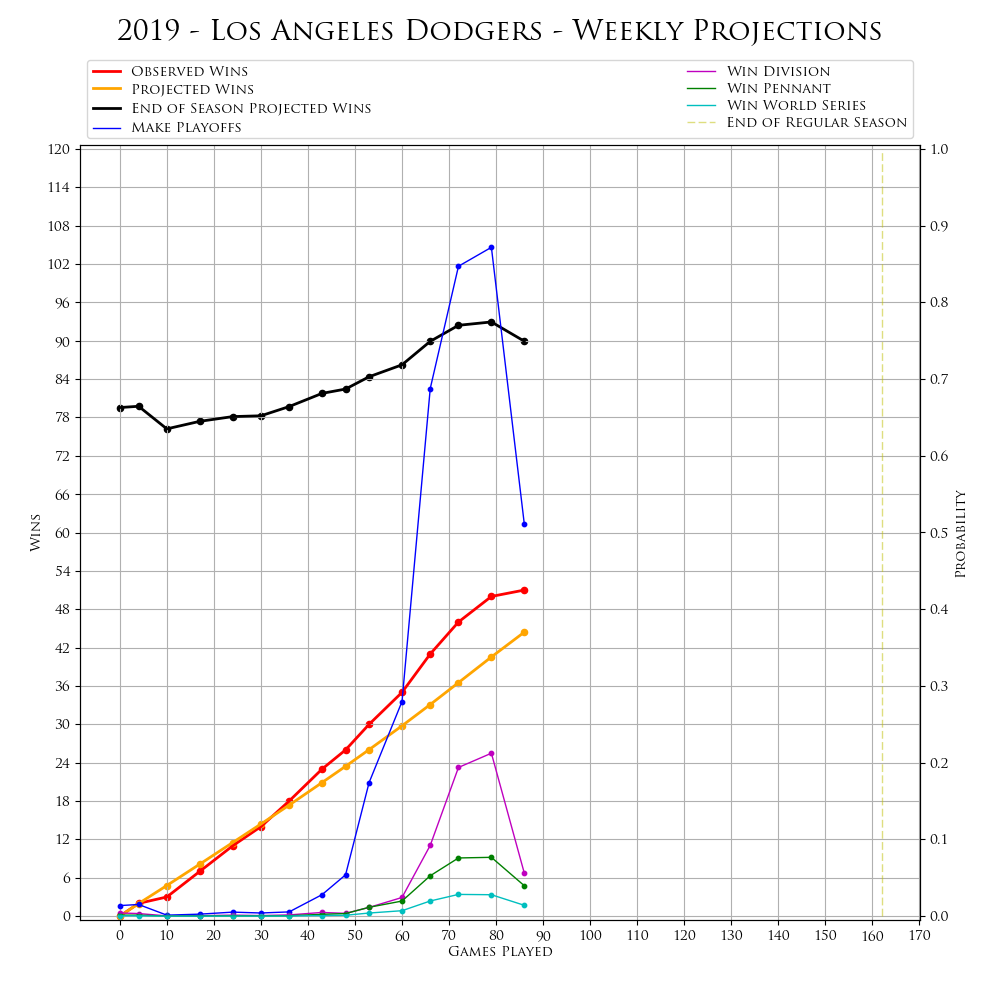 2019 - Los Angeles Dodgers - Weekly Projections
Observed Wins
Projected Wins
End of Season Projected Wins
Make Playoffs
Win Division
Win Pennant
Win World Series
End of Regular Season
120
114
108
102
96
90
84
78
72
66
60
54
48
42
36
30
24
18
12
6
0
Wins
1.0
0.9
0.8
0.7
0.6
0.5
0.4
0.3
0.2
0.1
0.0
Probability
0 10 20 30 40 50 60 70 80 90 100 110 120 130 140 150 160 170
Games Played